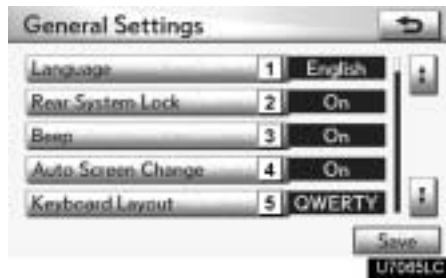 General Settings
Language 1 English
Rear System Lock 2 On
Beep 3 On
Auto Screen Change 4 On
Keyboard Layout 5 QWERTY
Save
U7065LC